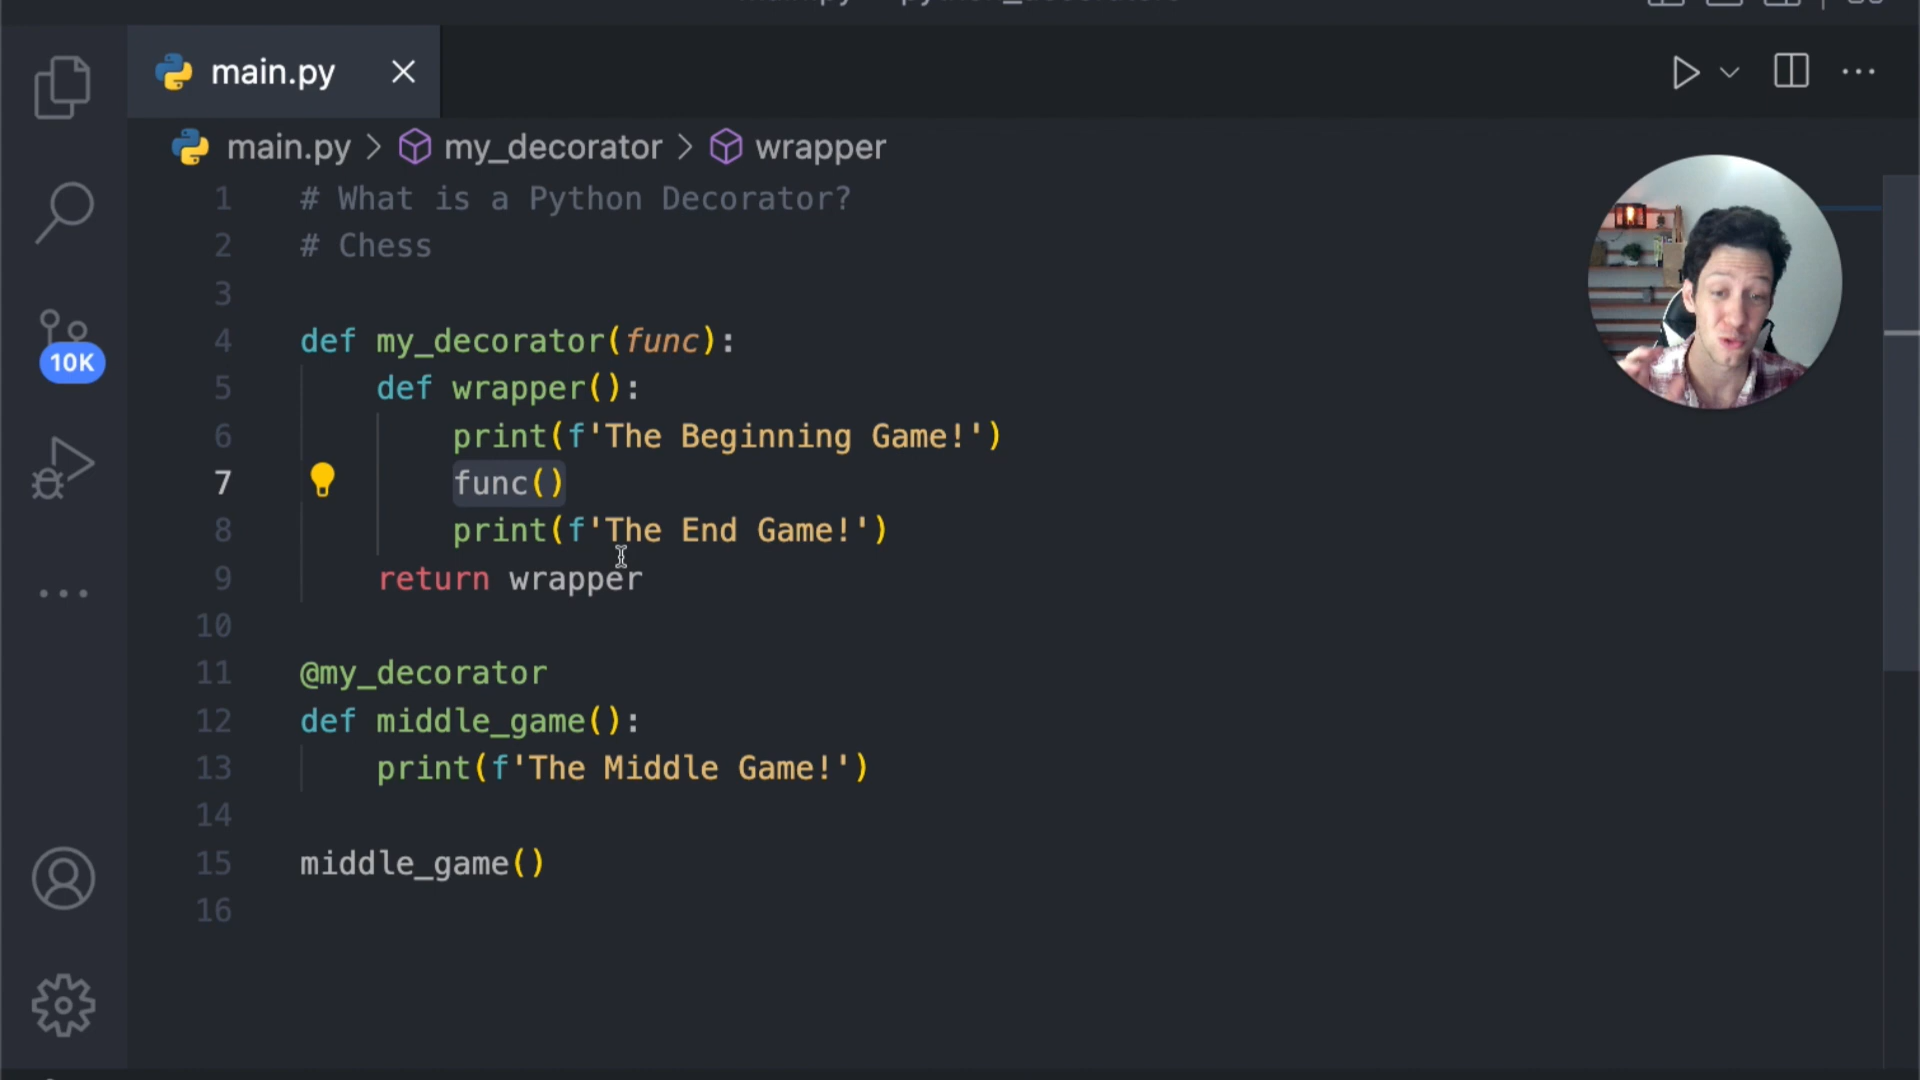 main.py
main.py > my_decorator > wrapper
1 # What is a Python Decorator?
2 # Chess
3
4 def my_decorator(func):
5     def wrapper():
6         print(f'The Beginning Game!')
7         func()
8         print(f'The End Game!')
9     return wrapper
10
11 @my_decorator
12 def middle_game():
13     print(f'The Middle Game!')
14
15 middle_game()
16
10K